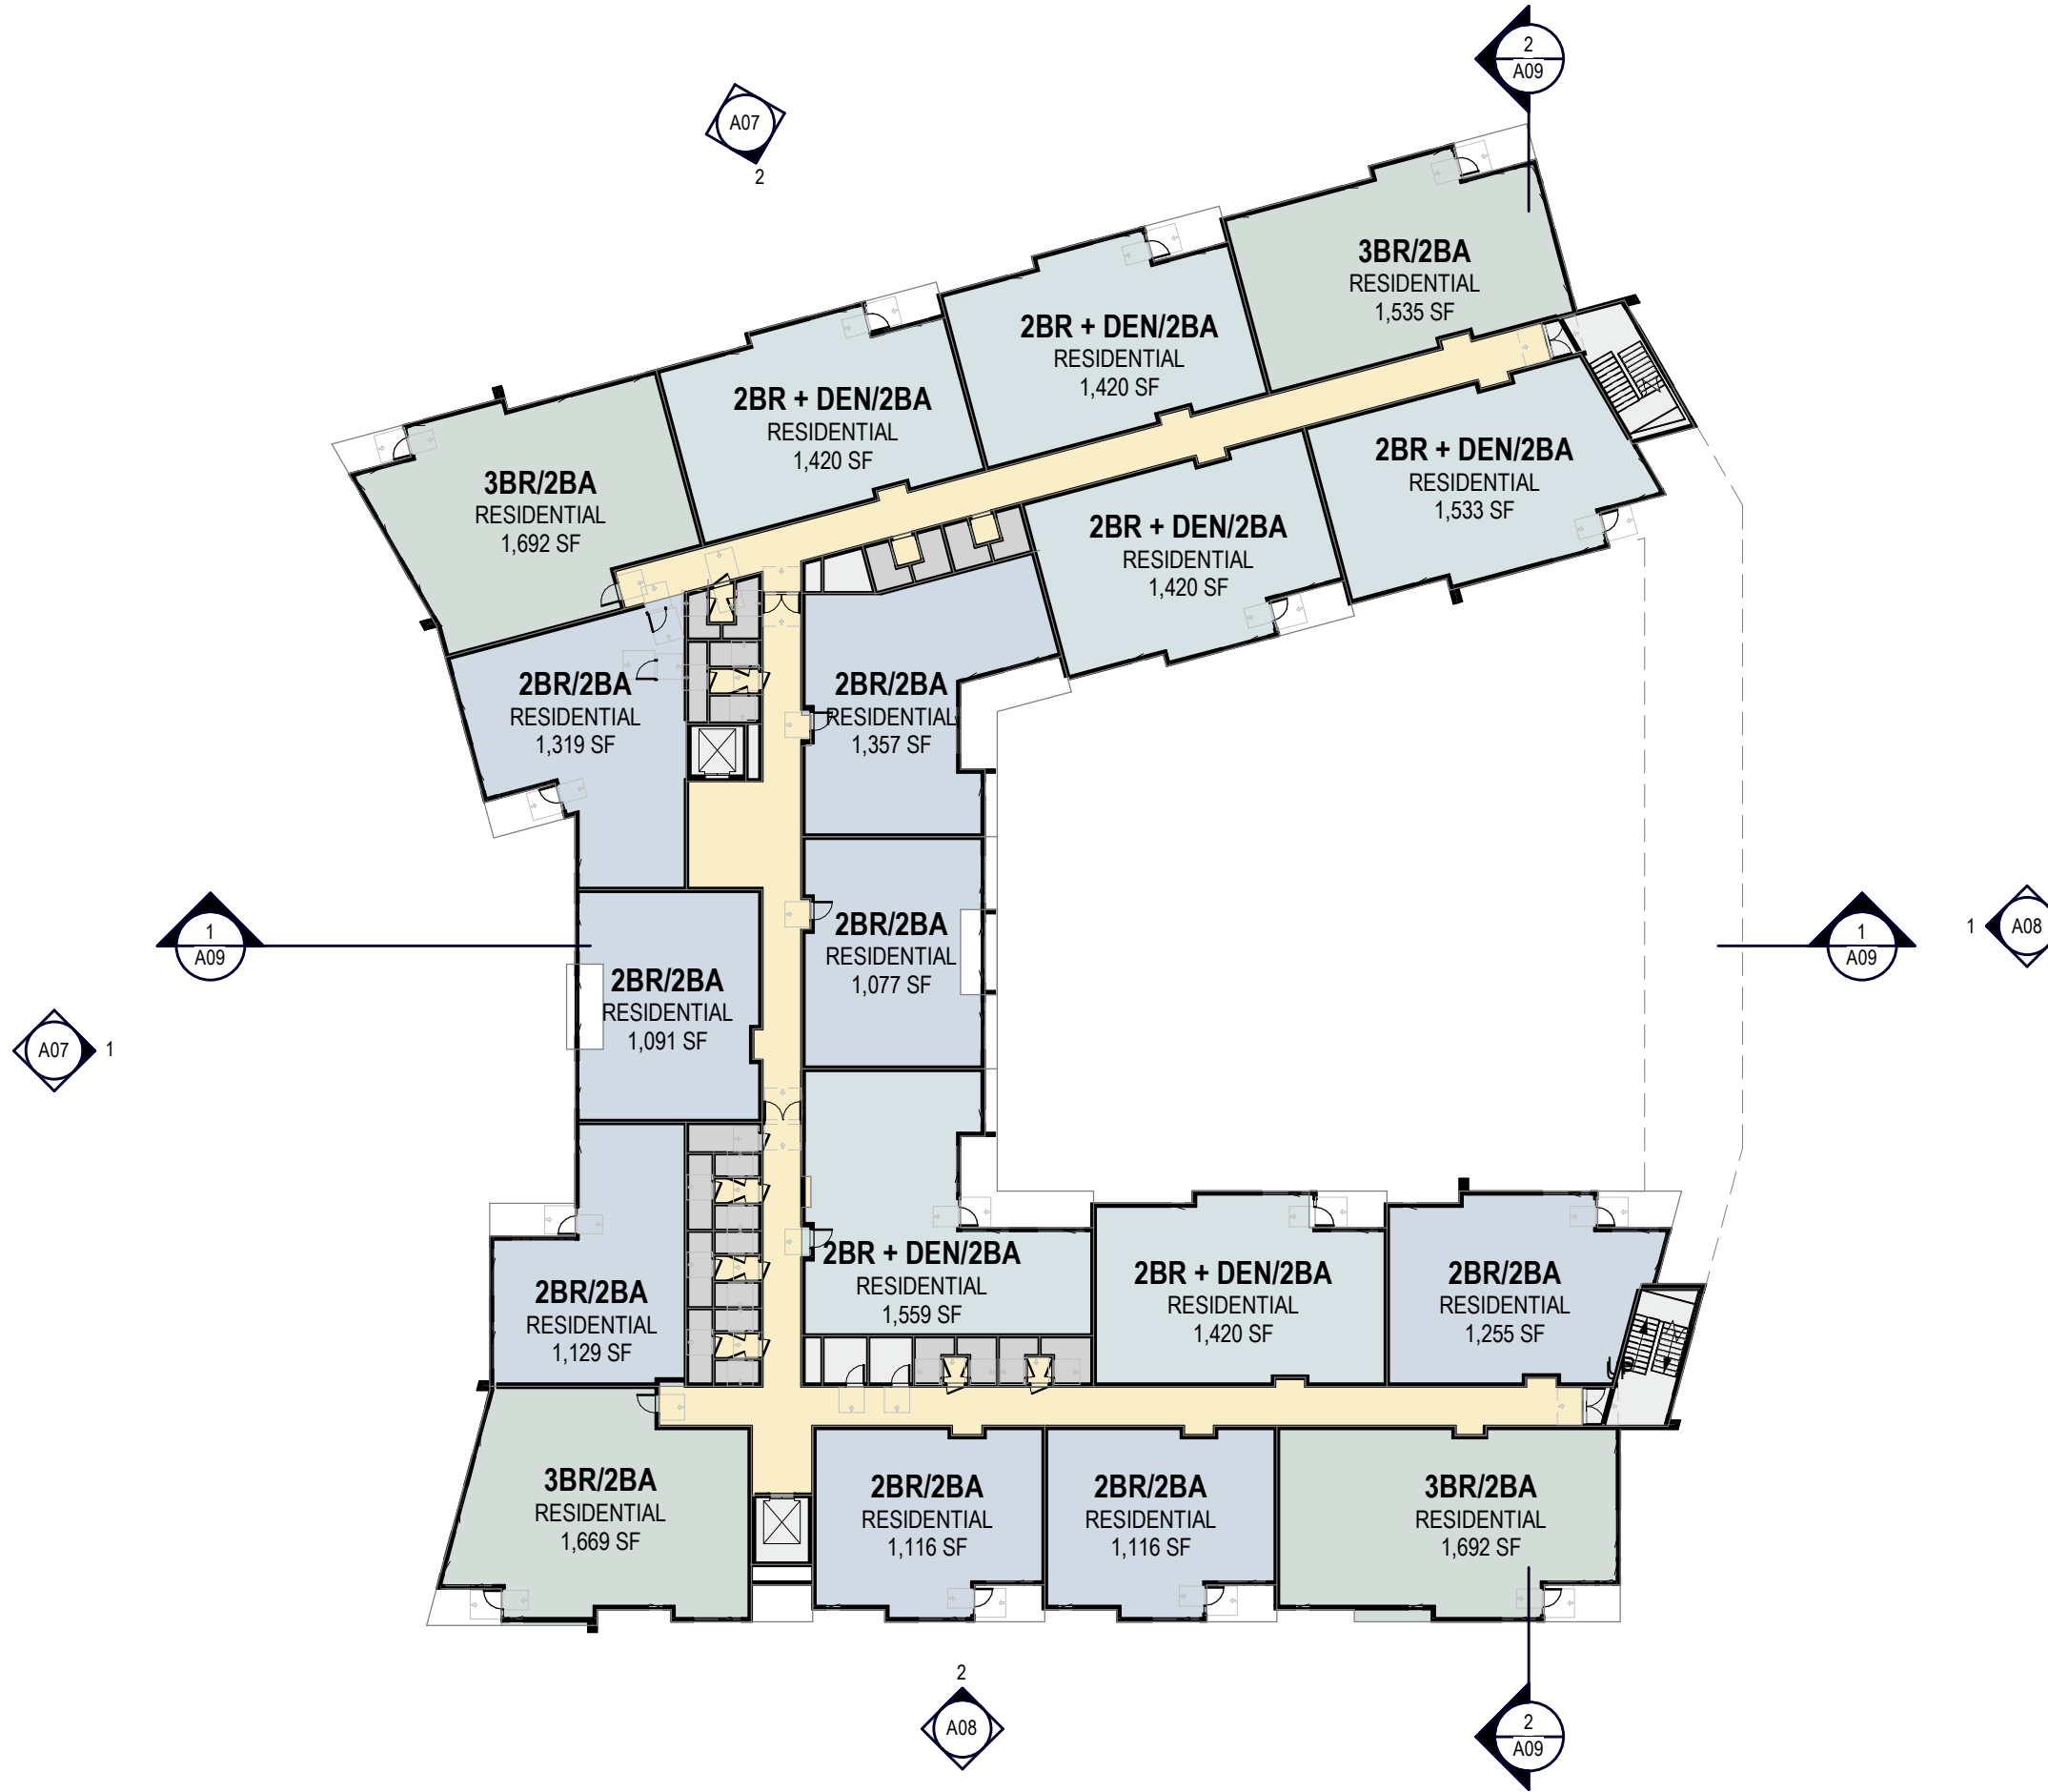 2
A09
A07
2
3BR/2BA
RESIDENTIAL
1,535 SF
2BR + DEN/2BA
RESIDENTIAL
1,420 SF
2BR + DEN/2BA
RESIDENTIAL
1,420 SF
3BR/2BA
RESIDENTIAL
1,692 SF
2BR + DEN/2BA
RESIDENTIAL
1,533 SF
2BR + DEN/2BA
RESIDENTIAL
1,420 SF
2BR/2BA
RESIDENTIAL
1,319 SF
2BR/2BA
RESIDENTIAL
1,357 SF
1
A09
2BR/2BA
RESIDENTIAL
1,077 SF
1
A09
1
A08
2BR/2BA
RESIDENTIAL
1,091 SF
A07
1
2BR + DEN/2BA
RESIDENTIAL
1,559 SF
2BR + DEN/2BA
RESIDENTIAL
1,420 SF
2BR/2BA
RESIDENTIAL
1,255 SF
2BR/2BA
RESIDENTIAL
1,129 SF
3BR/2BA
RESIDENTIAL
1,669 SF
2BR/2BA
RESIDENTIAL
1,116 SF
2BR/2BA
RESIDENTIAL
1,116 SF
3BR/2BA
RESIDENTIAL
1,692 SF
2
A08
2
A09